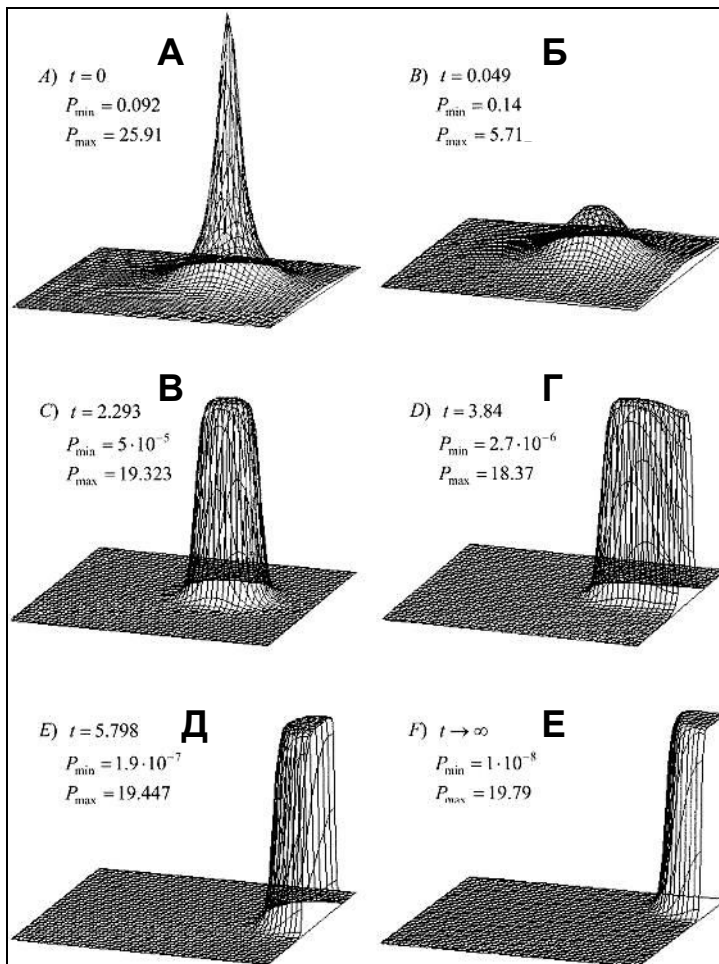 А
A) t = 0
P_min = 0.092
P_max = 25.91
Б
B) t = 0.049
P_min = 0.14
P_max = 5.71
В
C) t = 2.293
P_min = 5·10⁻⁵
P_max = 19.323
Г
D) t = 3.84
P_min = 2.7·10⁻⁶
P_max = 18.37
Д
E) t = 5.798
P_min = 1.9·10⁻⁷
P_max = 19.447
Е
F) t → ∞
P_min = 1·10⁻⁸
P_max = 19.79